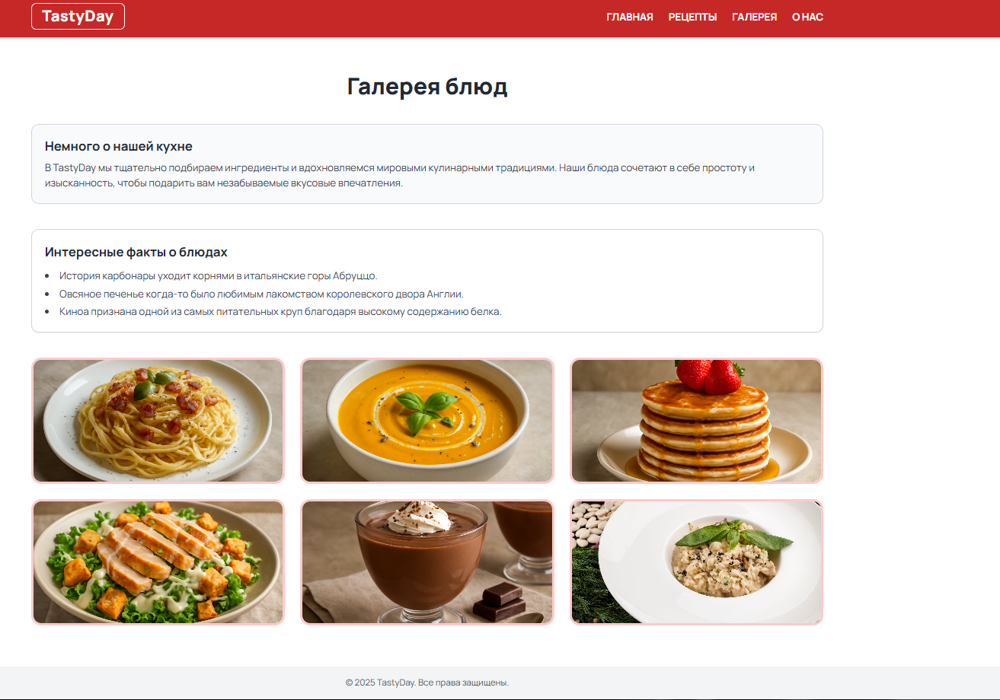 TastyDay
ГЛАВНАЯ РЕЦЕПТЫ ГАЛЕРЕЯ О НАС
Галерея блюд
Немного о нашей кухне
В TastyDay мы тщательно подбираем ингредиенты и вдохновляемся мировыми кулинарными традициями. Наши блюда сочетают в себе простоту и
изысканность, чтобы подарить вам незабываемые вкусовые впечатления.
Интересные факты о блюдах
• История карбонары уходит корнями в итальянские горы Абруццо.
• Овсяное печенье когда-то было любимым лакомством королевского двора Англии.
• Киноа признана одной из самых питательных круп благодаря высокому содержанию белка.
© 2025 TastyDay. Все права защищены.